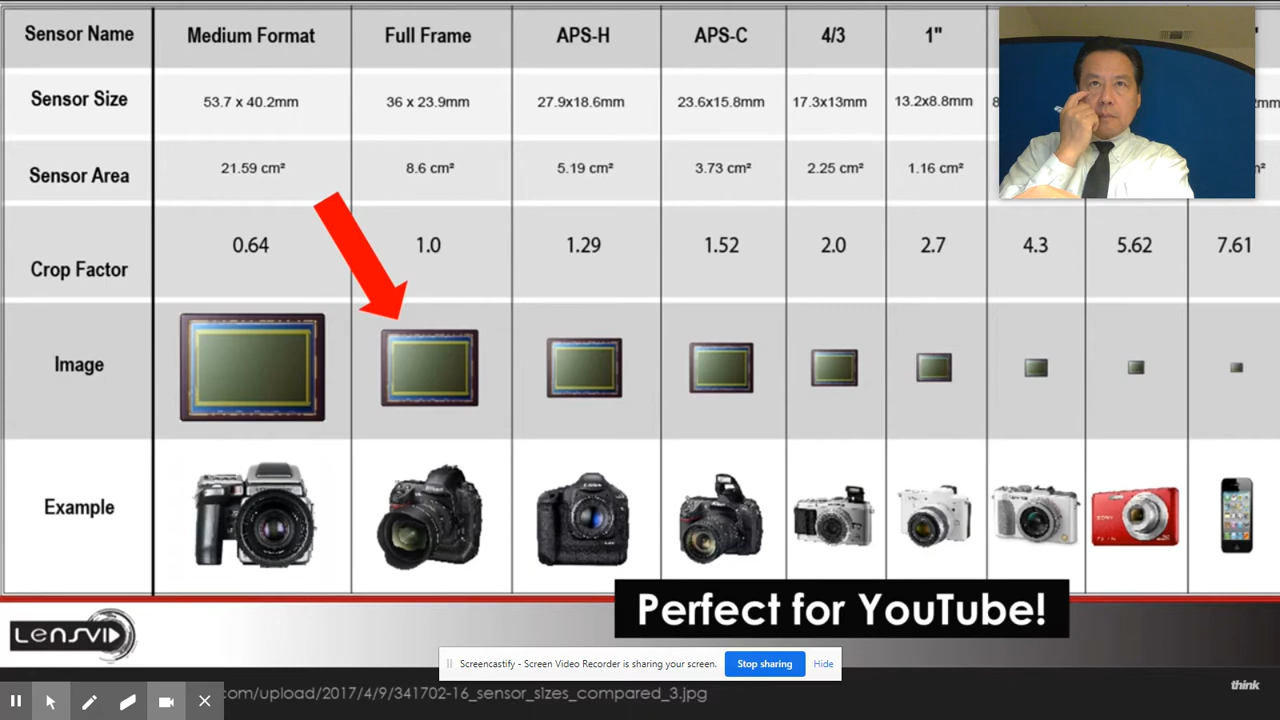 Sensor Name Medium Format Full Frame APS-H APS-C 4/3 1"
Sensor Size 53.7 x 40.2mm 36 x 23.9mm 27.9x18.6mm 23.6x15.8mm 17.3x13mm 13.2x8.8mm
Sensor Area 21.59 cm² 8.6 cm² 5.19 cm² 3.73 cm² 2.25 cm² 1.16 cm²
Crop Factor 0.64 1.0 1.29 1.52 2.0 2.7 4.3 5.62 7.61
Image
Example
Perfect for YouTube!
LENSVID
Screencastify - Screen Video Recorder is sharing your screen. Stop sharing Hide
com/upload/2017/4/9/341702-16_sensor_sizes_compared_3.jpg
think